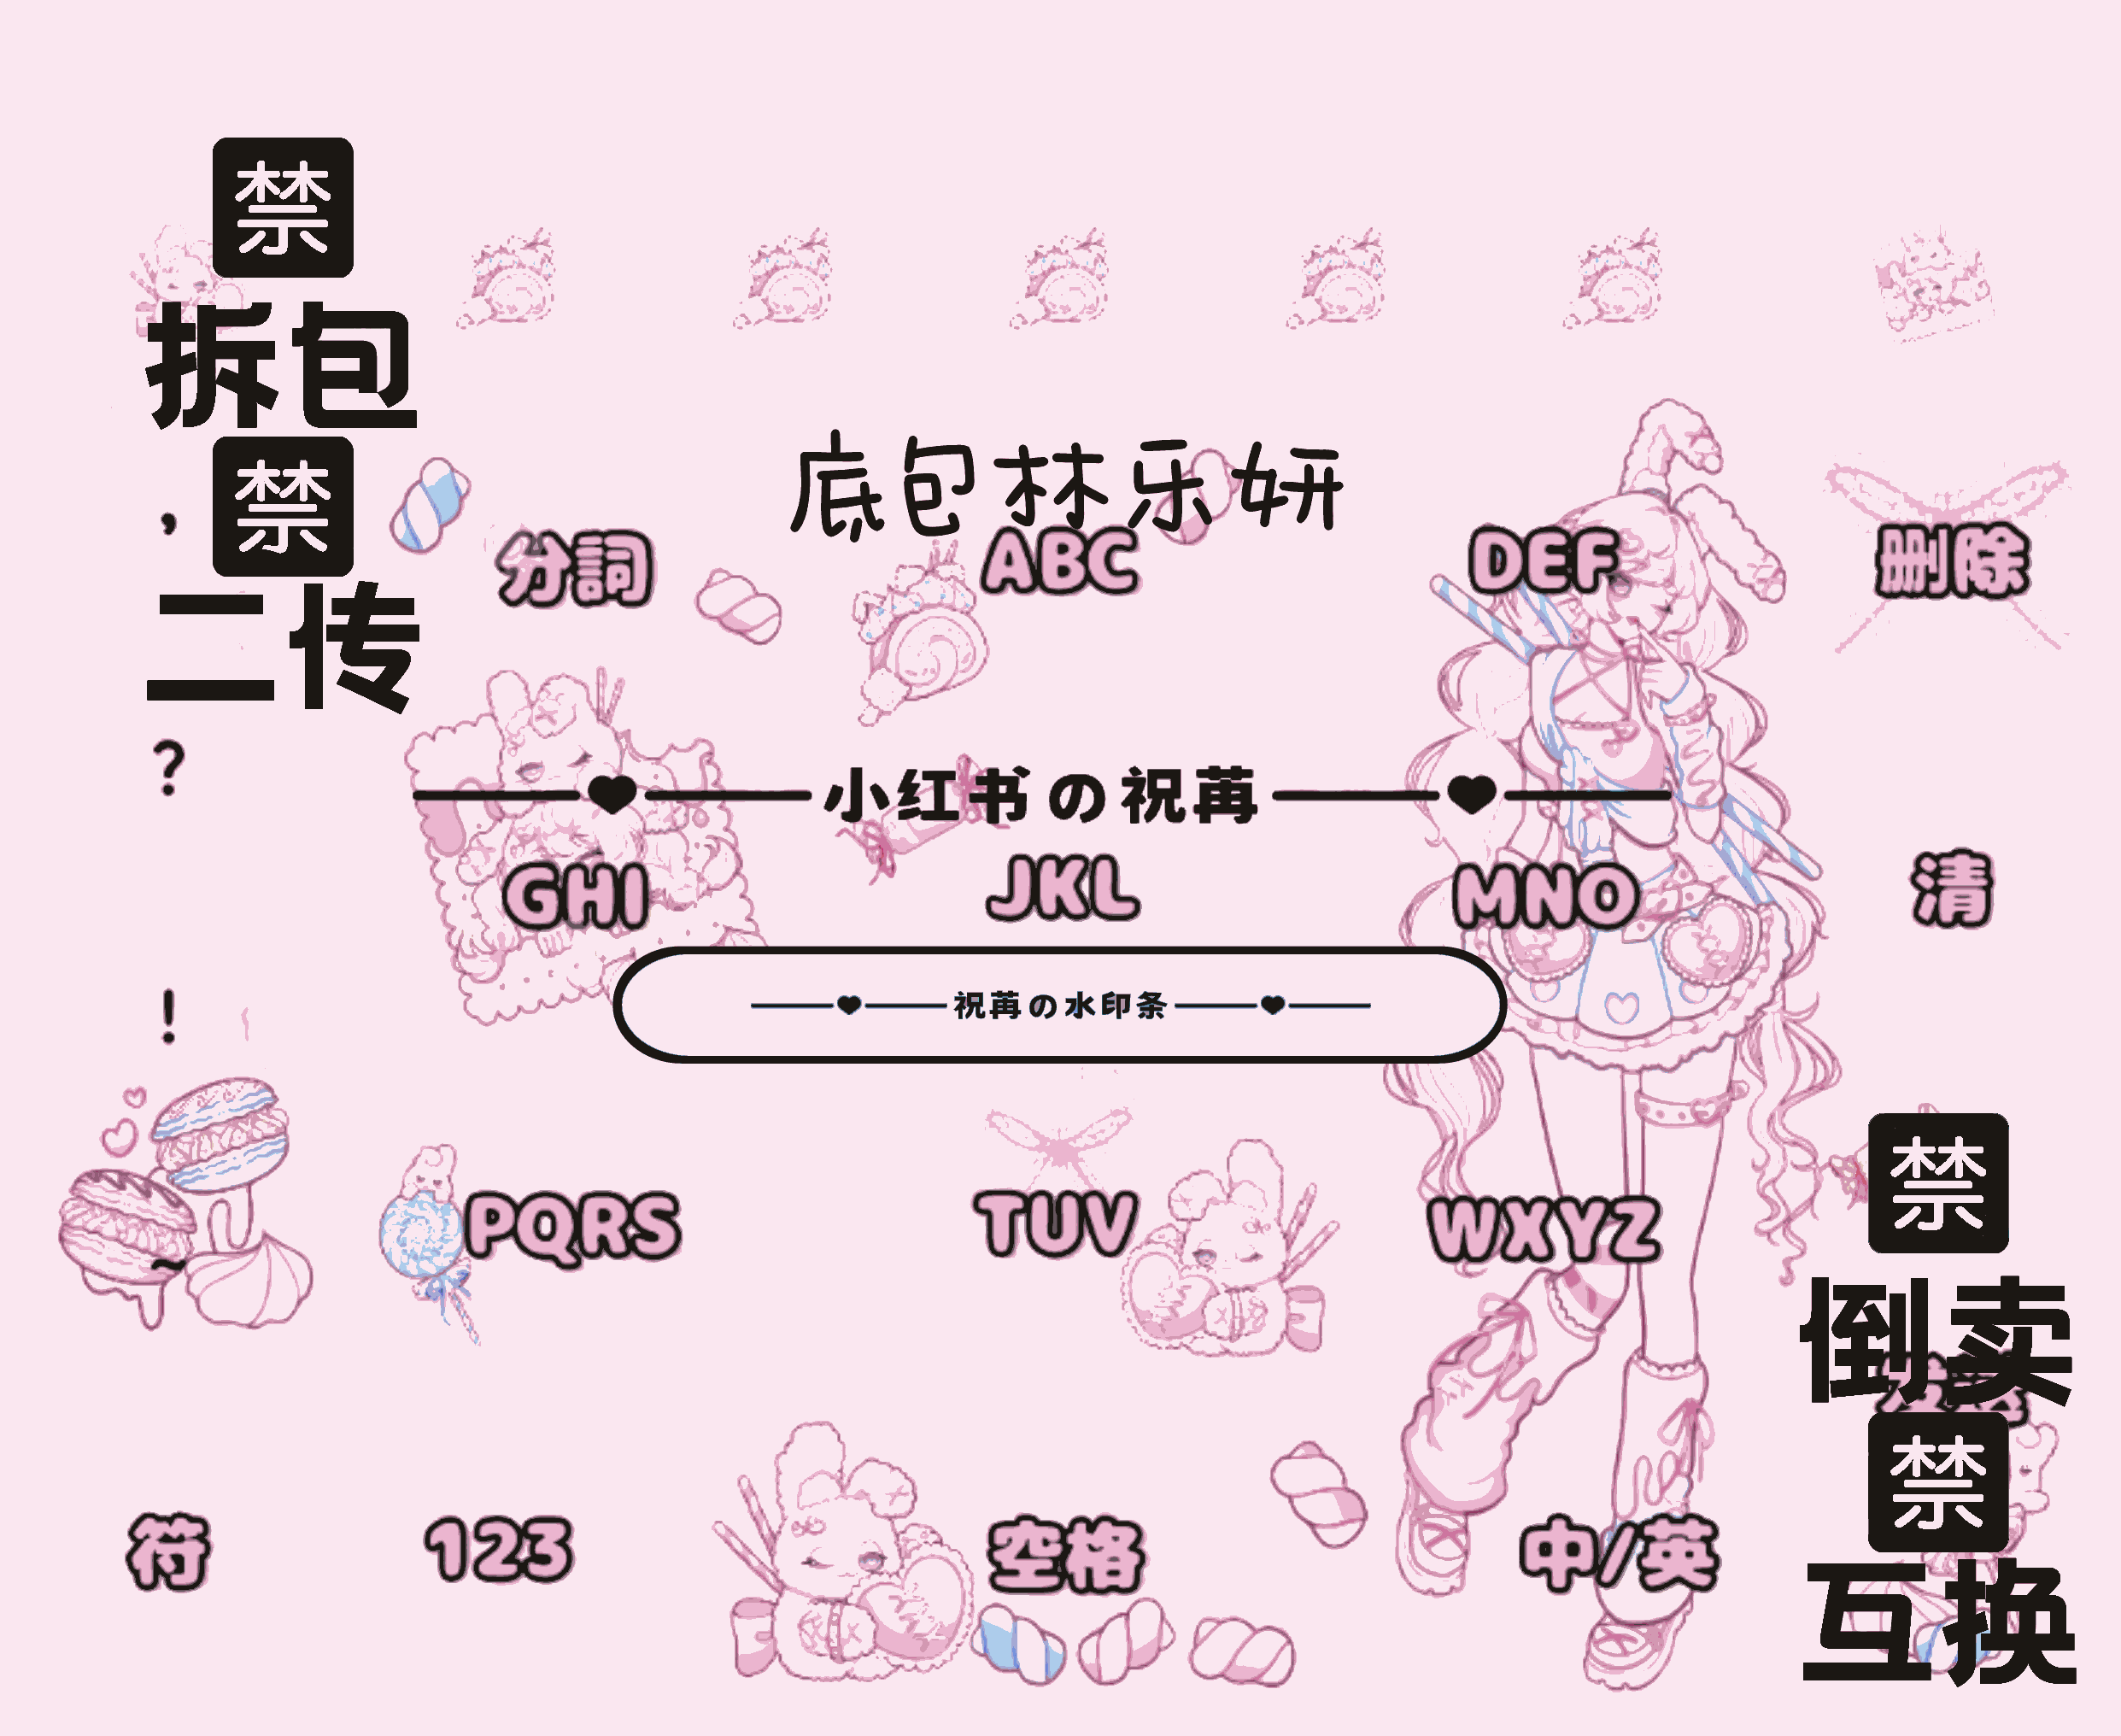 禁
拆包
禁
二传
底包林乐妍
，
分詞 ABC DEF 删除
?
小红书の祝苒
GHI JKL MNO 清
!
祝苒の水印条
~
PQRS TUV WXYZ
禁
倒卖
禁
互换
符 123 空格 中/英